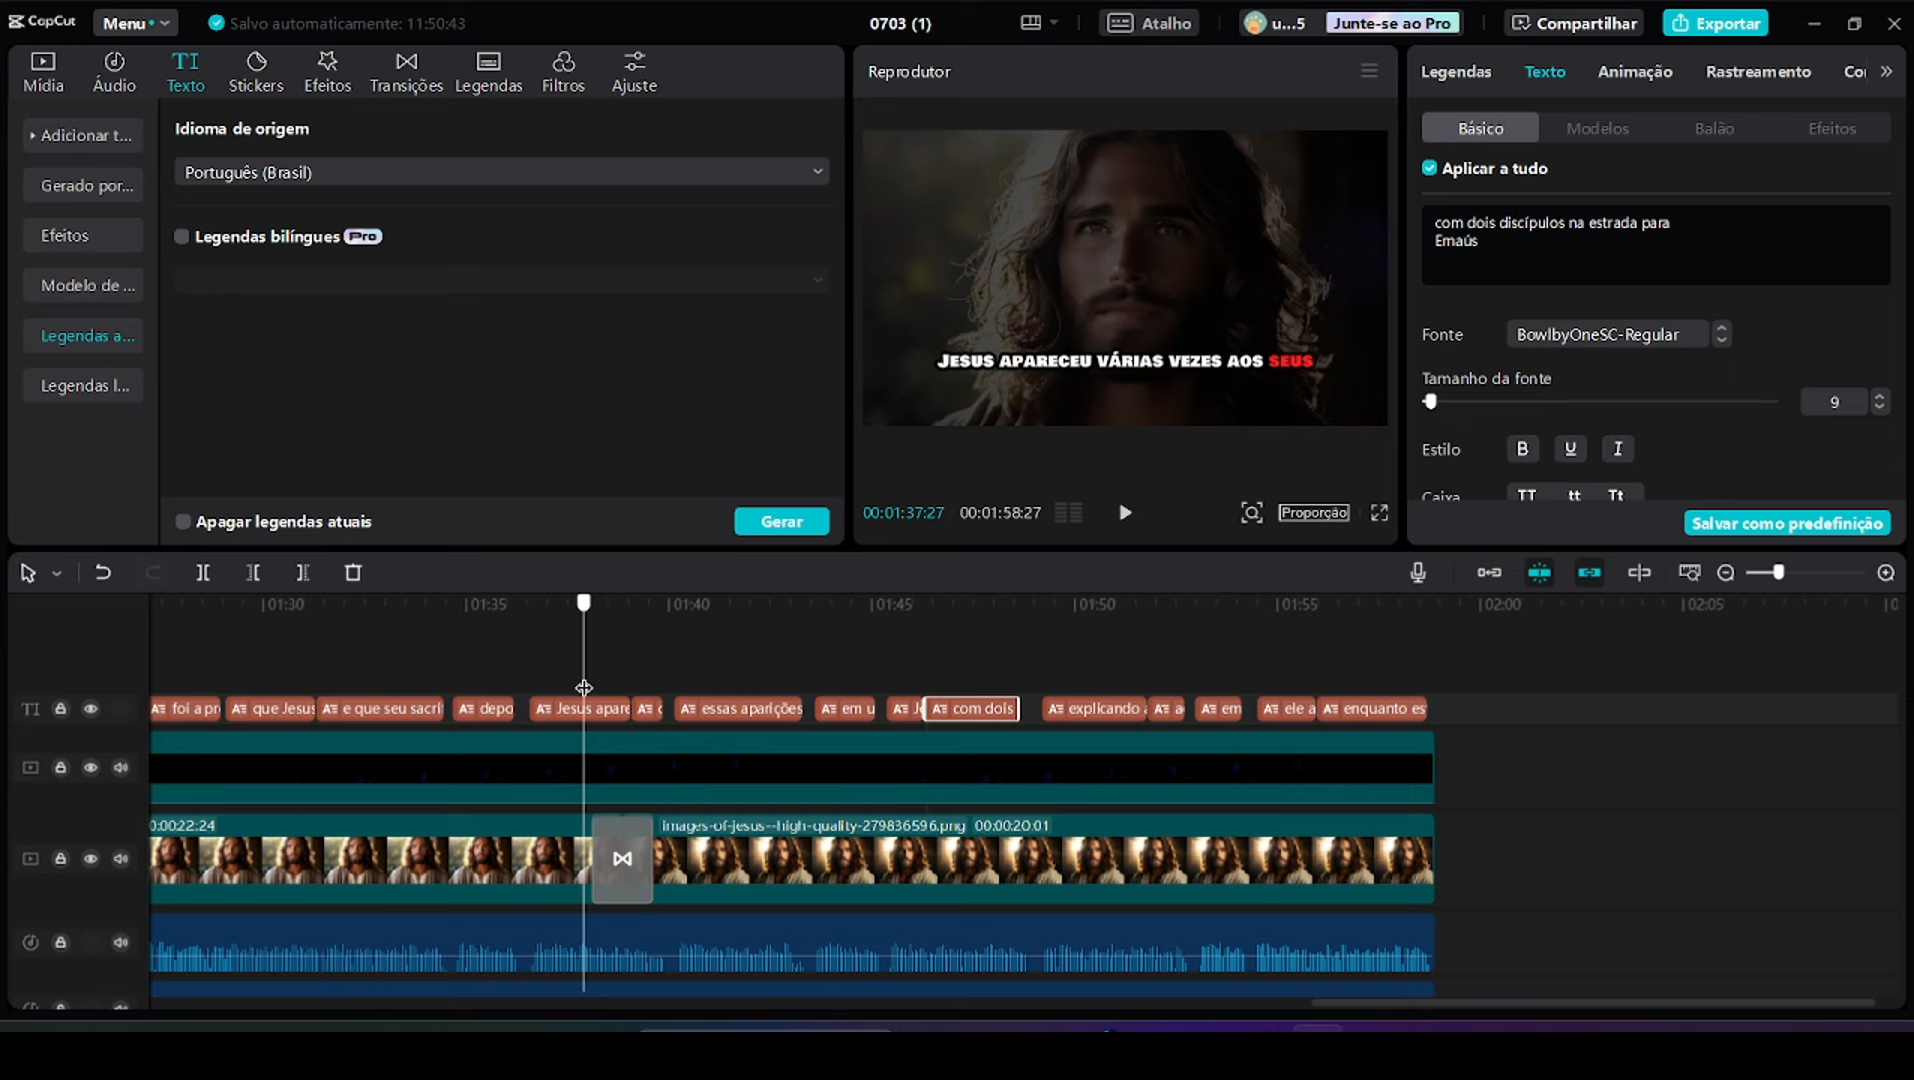 CapCut
Menu
Salvo automaticamente: 11:50:43
0703 (1)
Atalho
u...5
Junte-se ao Pro
Compartilhar
Exportar
Mídia
TI
Texto
Áudio
Stickers
Efeitos
Transições
Legendas
Filtros
Ajuste
Adicionar t...
Gerado por...
Efeitos
Modelo de ...
Legendas a...
Legendas l...
Idioma de origem
Português (Brasil)
Legendas bilíngues Pro
Apagar legendas atuais
Gerar
Reprodutor
Jesus apareceu várias vezes aos seus
00:01:37:27
00:01:58:27
Proporção
Legendas
Texto
Animação
Rastreamento
Básico
Modelos
Balão
Efeitos
Aplicar a tudo
com dois discípulos na estrada para
Emaús
Fonte
BowlbyOneSC-Regular
Tamanho da fonte
9
Estilo
B
U
I
Caixa
TT
tt
Tt
Salvar como predefinição
01:30
01:35
01:40
01:45
01:50
01:55
02:00
02:05
TI
foi a pr
que Jesus
e que seu sacri
depo
Jesus apare
essas aparições
em u
com dois
explicando
em
ele a
enquanto es
0:00:22:24
images-of-jesus--high-quality-279836596.png 00:00:20:01